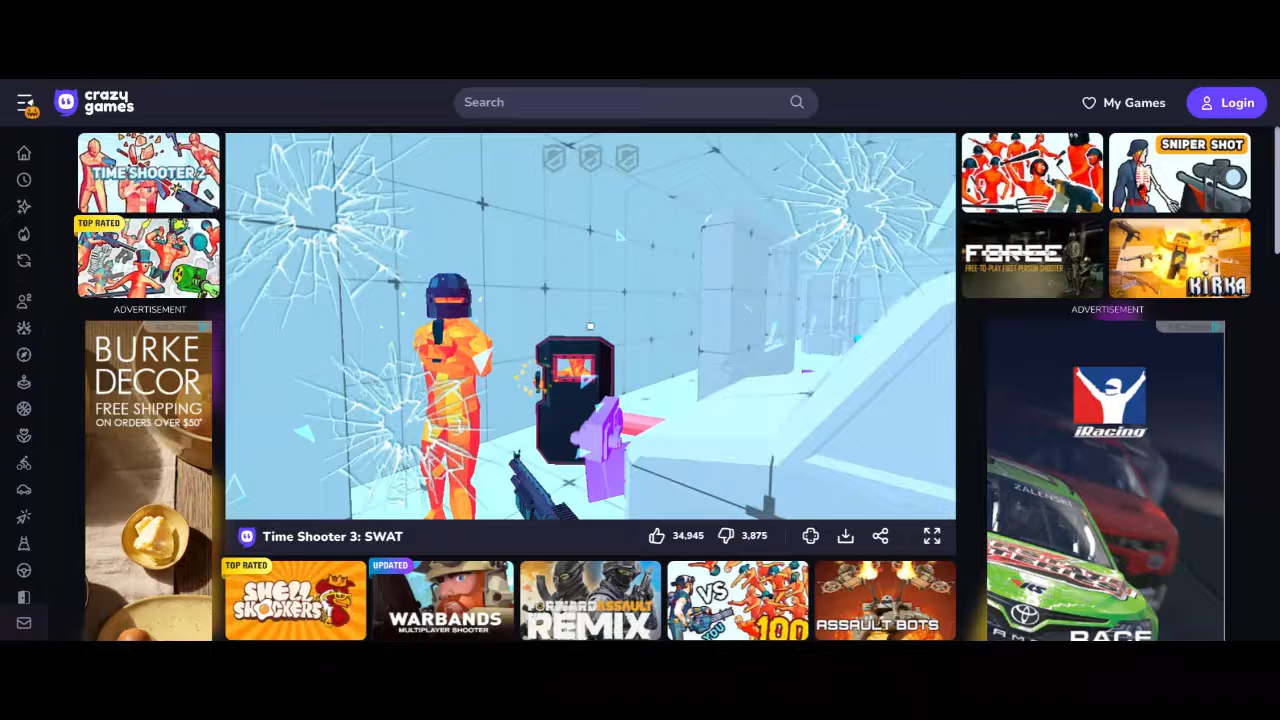 crazy
games
Search
My Games
Login
TIME SHOOTER 2
SNIPER SHOT
TOP RATED
FORCE
FREE-TO-PLAY FIRST PERSON SHOOTER
KIRKA
ADVERTISEMENT
ADVERTISEMENT
BURKE
DECOR
FREE SHIPPING
ON ORDERS OVER $50*
iRacing
ZALENSKI
Time Shooter 3: SWAT
34,945
3,875
TOP RATED
SHELL
SHOCKERS
UPDATED
WARBANDS
MULTIPLAYER SHOOTER
FORWARD ASSAULT
REMIX
VS
YOU
100
ASSAULT BOTS
RACE